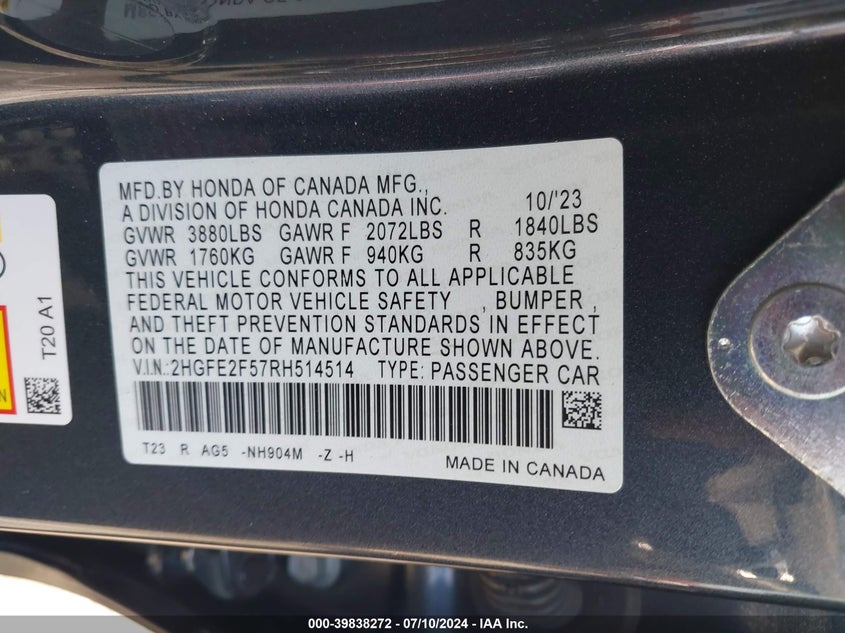 MFD.BY HONDA OF CANADA MFG.,
A DIVISION OF HONDA CANADA INC. 10/'23
GVWR 3880LBS GAWR F 2072LBS R 1840LBS
GVWR 1760KG GAWR F 940KG R 835KG
THIS VEHICLE CONFORMS TO ALL APPLICABLE
FEDERAL MOTOR VEHICLE SAFETY , BUMPER ,
AND THEFT PREVENTION STANDARDS IN EFFECT
ON THE DATE OF MANUFACTURE SHOWN ABOVE.
V.I.N.:2HGFE2F57RH514514 TYPE: PASSENGER CAR
T23 R AG5 -NH904M -Z -H
MADE IN CANADA
T20 A1
000-39838272 - 07/10/2024 - IAA Inc.